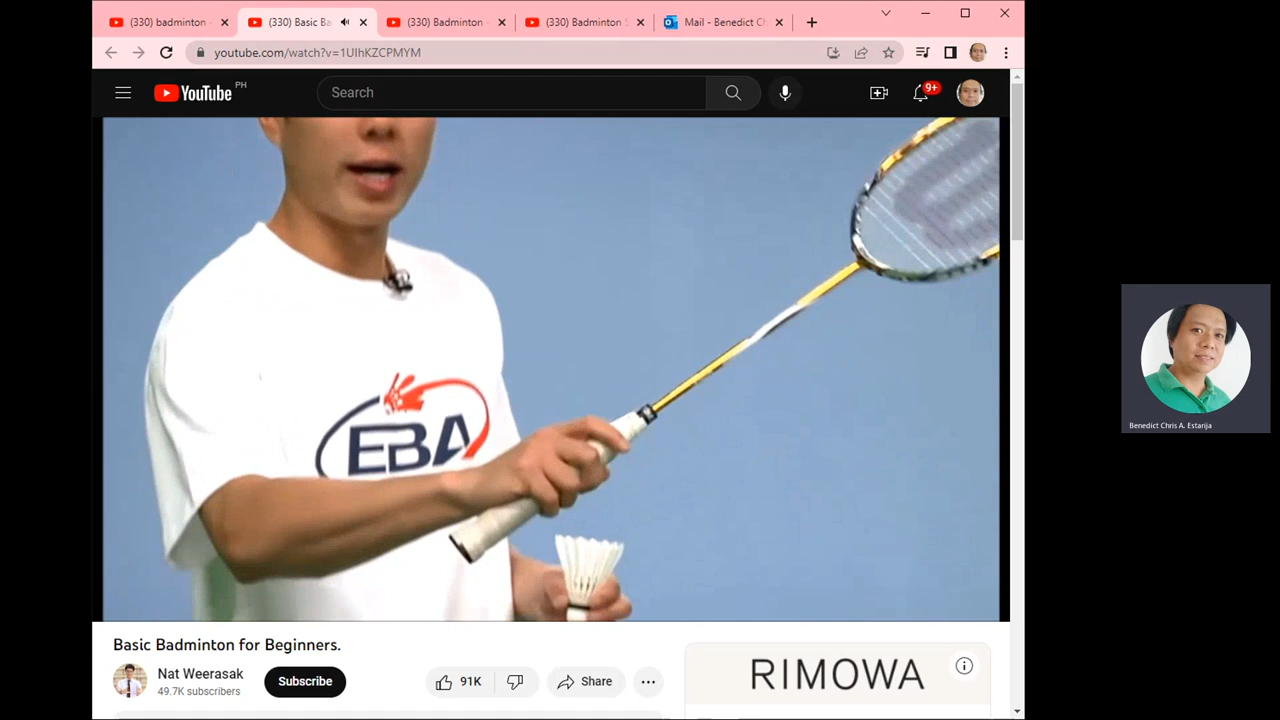 (330) badminton
(330) Basic Ba
(330) Badminton
(330) Badminton S
Mail - Benedict Ch
youtube.com/watch?v=1UIhKZCPMYM
YouTube PH
Search
9+
EBA
Benedict Chris A. Estarija
Basic Badminton for Beginners.
Nat Weerasak
49.7K subscribers
Subscribe
91K
Share
RIMOWA